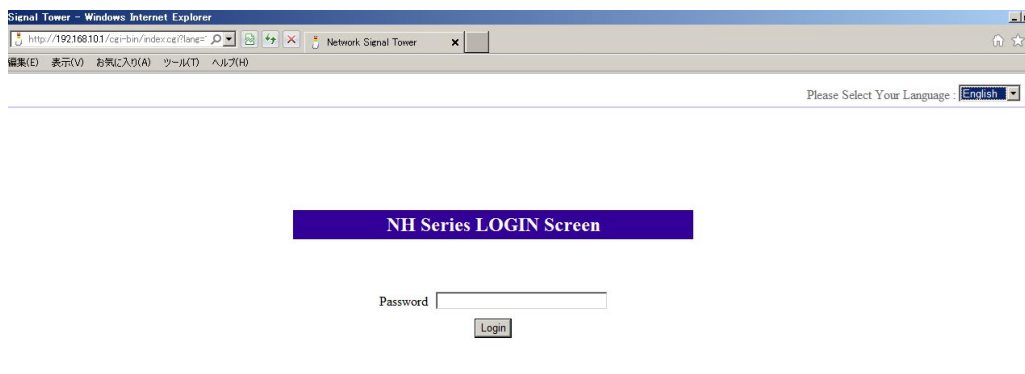 Signal Tower - Windows Internet Explorer
http://192.168.10.1/cgi-bin/index.cgi?lang=
Network Signal Tower
編集(E) 表示(V) お気に入り(A) ツール(T) ヘルプ(H)
Please Select Your Language : English
NH Series LOGIN Screen
Password
Login